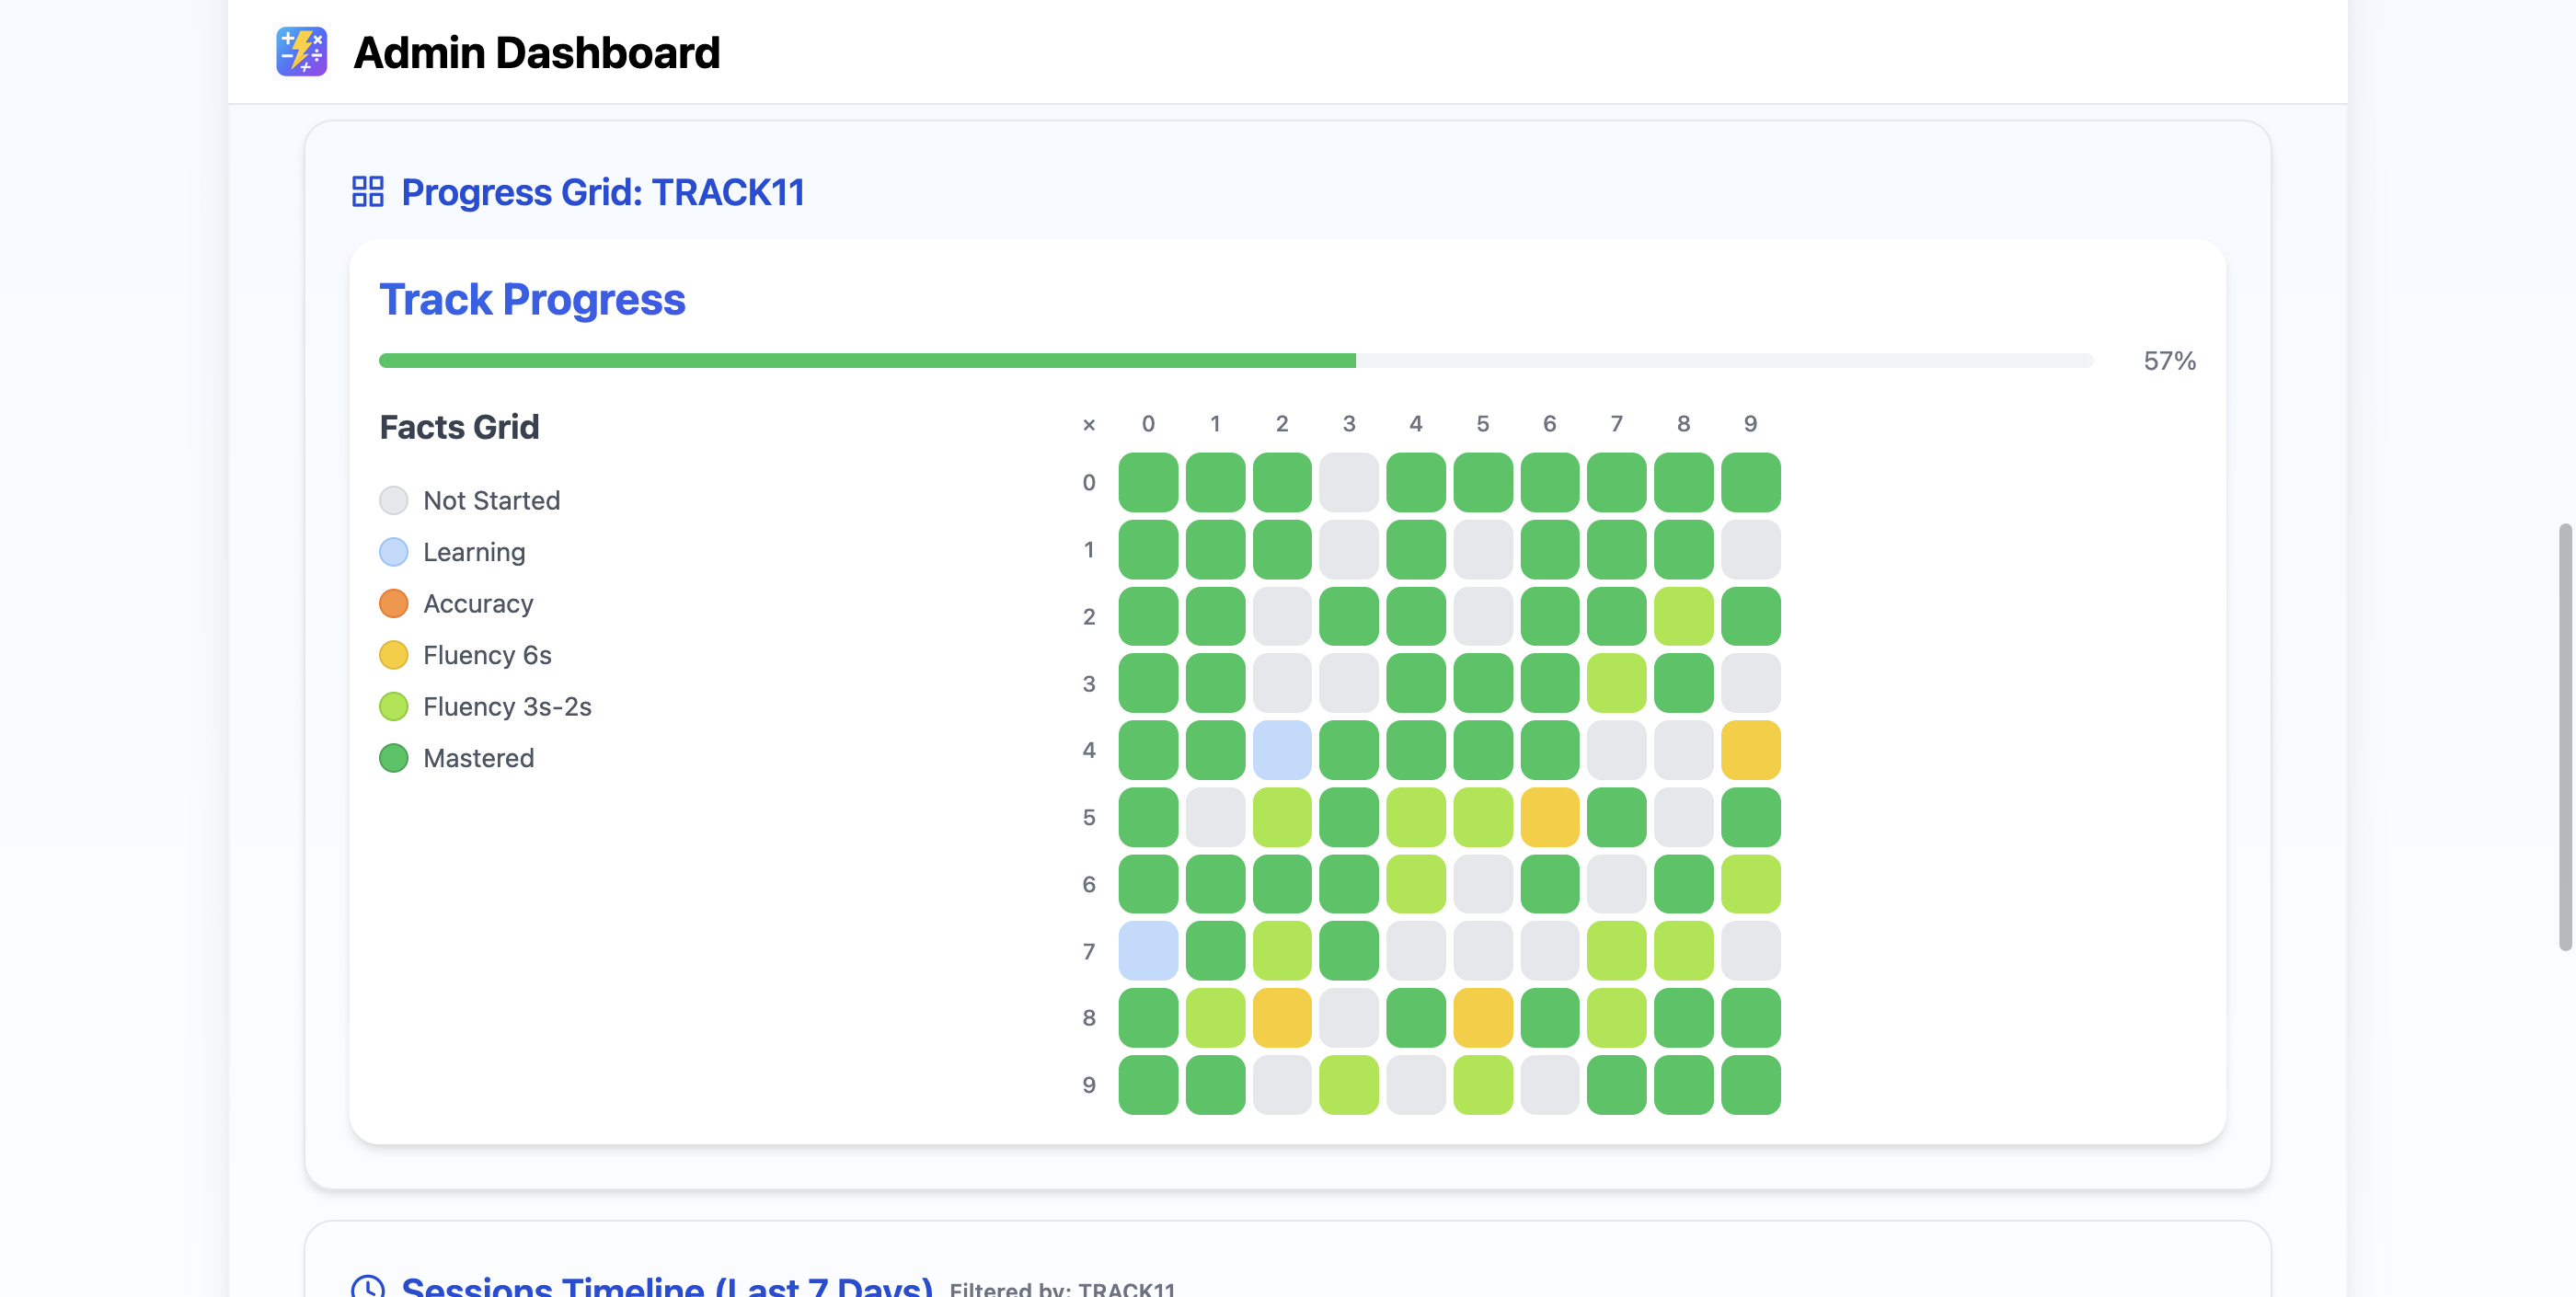 Admin Dashboard
Progress Grid: TRACK11
Track Progress
57%
Facts Grid
Not Started
Learning
Accuracy
Fluency 6s
Fluency 3s-2s
Mastered
× 0 1 2 3 4 5 6 7 8 9
0
1
2
3
4
5
6
7
8
9
Sessions Timeline (Last 7 Days) Filtered by: TRACK11